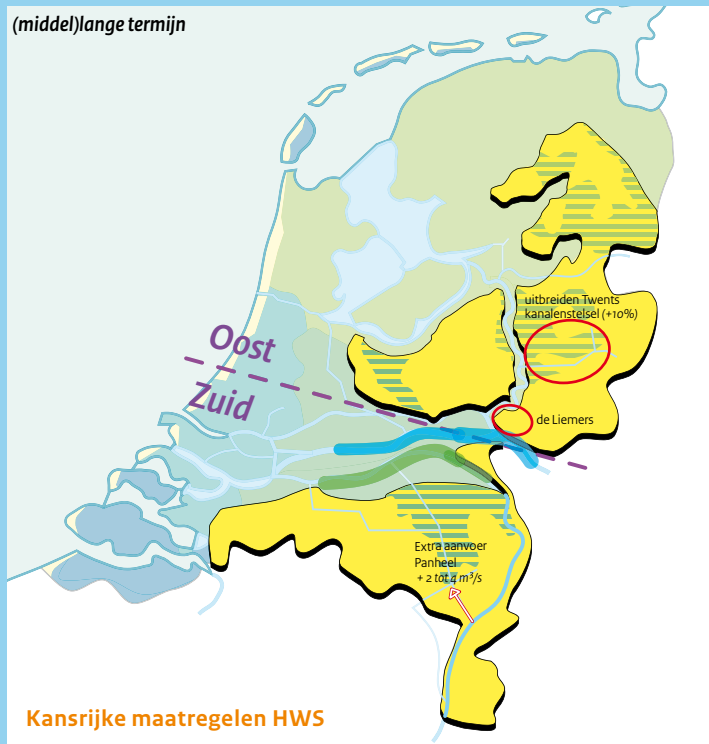 (middel)lange termijn
uitbreiden Twents
kanalenstelsel (+10%)
Oost
Zuid
de Liemers
Extra aanvoer
Panheel
+ 2 tot 4 m³/s
Kansrijke maatregelen HWS